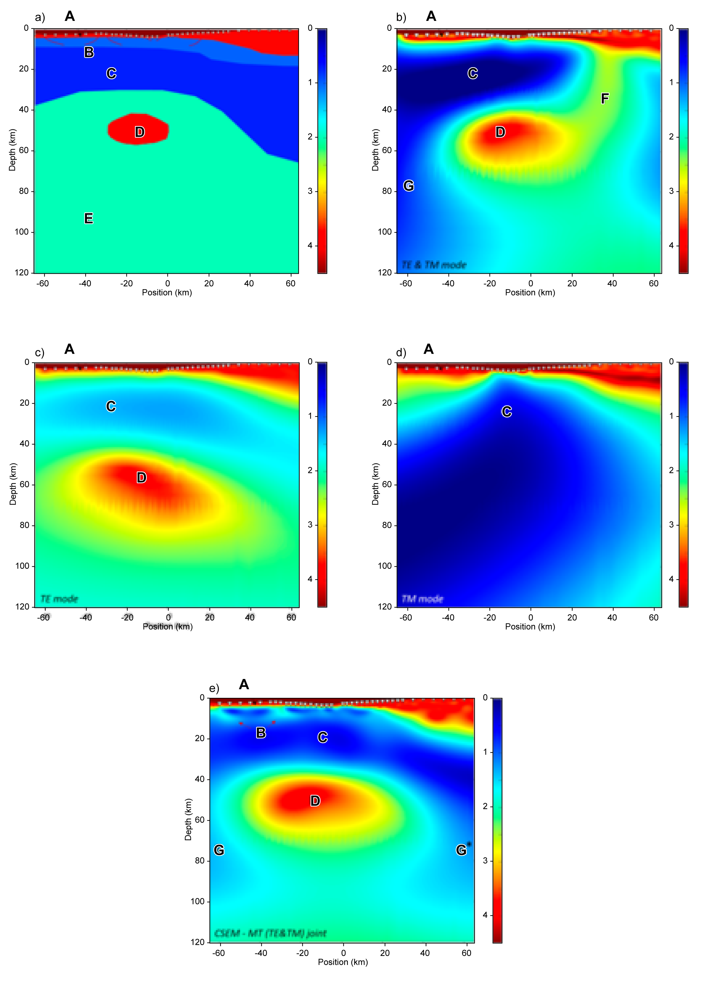 a) A
0
20
40
60
80
100
120
Depth (km)
B
C
D
E
-60 -40 -20 0 20 40 60
Position (km)
0
1
2
3
4
b) A
0
20
40
60
80
100
120
Depth (km)
C
F
D
G
TE & TM mode
-60 -40 -20 0 20 40 60
Position (km)
0
1
2
3
4
c) A
0
20
40
60
80
100
120
Depth (km)
C
D
TE mode
-60 -40 -20 0 20 40 60
Position (km)
0
1
2
3
4
d) A
0
20
40
60
80
100
120
Depth (km)
C
TM mode
-60 -40 -20 0 20 40 60
Position (km)
0
1
2
3
4
e) A
0
20
40
60
80
100
120
Depth (km)
B C
D
G G
CSEM - MT (TE&TM) joint
-60 -40 -20 0 20 40 60
Position (km)
0
1
2
3
4